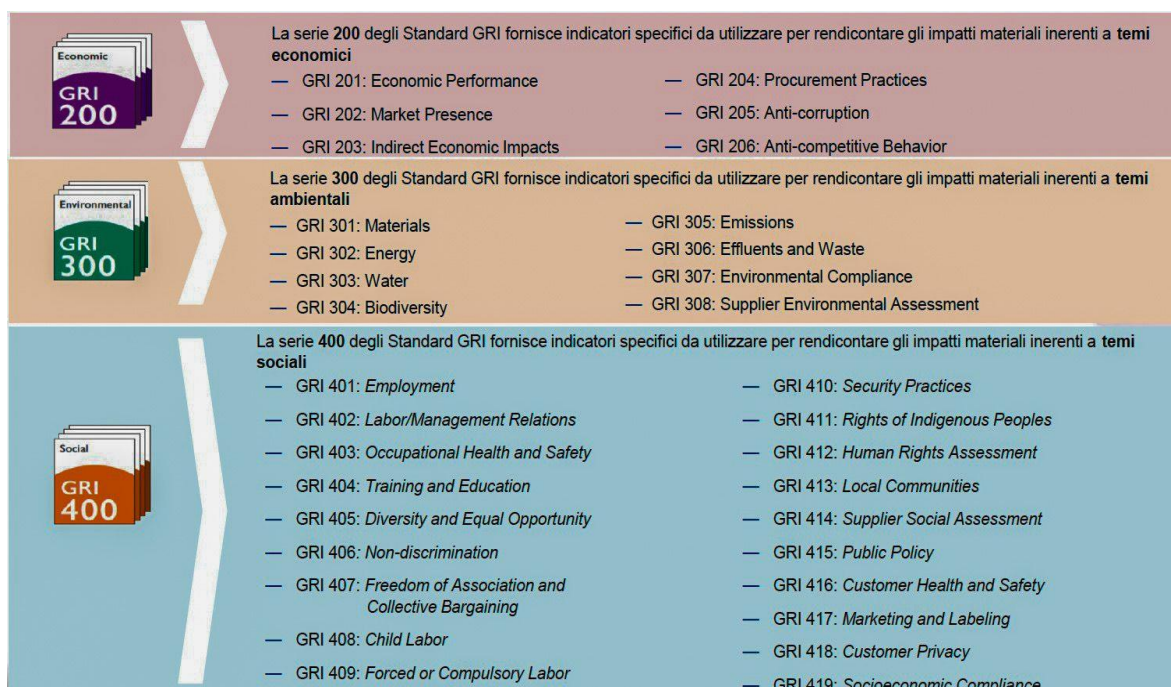 La serie 200 degli Standard GRI fornisce indicatori specifici da utilizzare per rendicontare gli impatti materiali inerenti a temi
economici
Economic
GRI
200
— GRI 201: Economic Performance
— GRI 202: Market Presence
— GRI 203: Indirect Economic Impacts
— GRI 204: Procurement Practices
— GRI 205: Anti-corruption
— GRI 206: Anti-competitive Behavior
La serie 300 degli Standard GRI fornisce indicatori specifici da utilizzare per rendicontare gli impatti materiali inerenti a temi
ambientali
Environmental
GRI
300
— GRI 301: Materials
— GRI 302: Energy
— GRI 303: Water
— GRI 304: Biodiversity
— GRI 305: Emissions
— GRI 306: Effluents and Waste
— GRI 307: Environmental Compliance
— GRI 308: Supplier Environmental Assessment
La serie 400 degli Standard GRI fornisce indicatori specifici da utilizzare per rendicontare gli impatti materiali inerenti a temi
sociali
Social
GRI
400
— GRI 401: Employment
— GRI 402: Labor/Management Relations
— GRI 403: Occupational Health and Safety
— GRI 404: Training and Education
— GRI 405: Diversity and Equal Opportunity
— GRI 406: Non-discrimination
— GRI 407: Freedom of Association and
Collective Bargaining
— GRI 408: Child Labor
— GRI 409: Forced or Compulsory Labor
— GRI 410: Security Practices
— GRI 411: Rights of Indigenous Peoples
— GRI 412: Human Rights Assessment
— GRI 413: Local Communities
— GRI 414: Supplier Social Assessment
— GRI 415: Public Policy
— GRI 416: Customer Health and Safety
— GRI 417: Marketing and Labeling
— GRI 418: Customer Privacy
— GRI 419: Socioeconomic Compliance